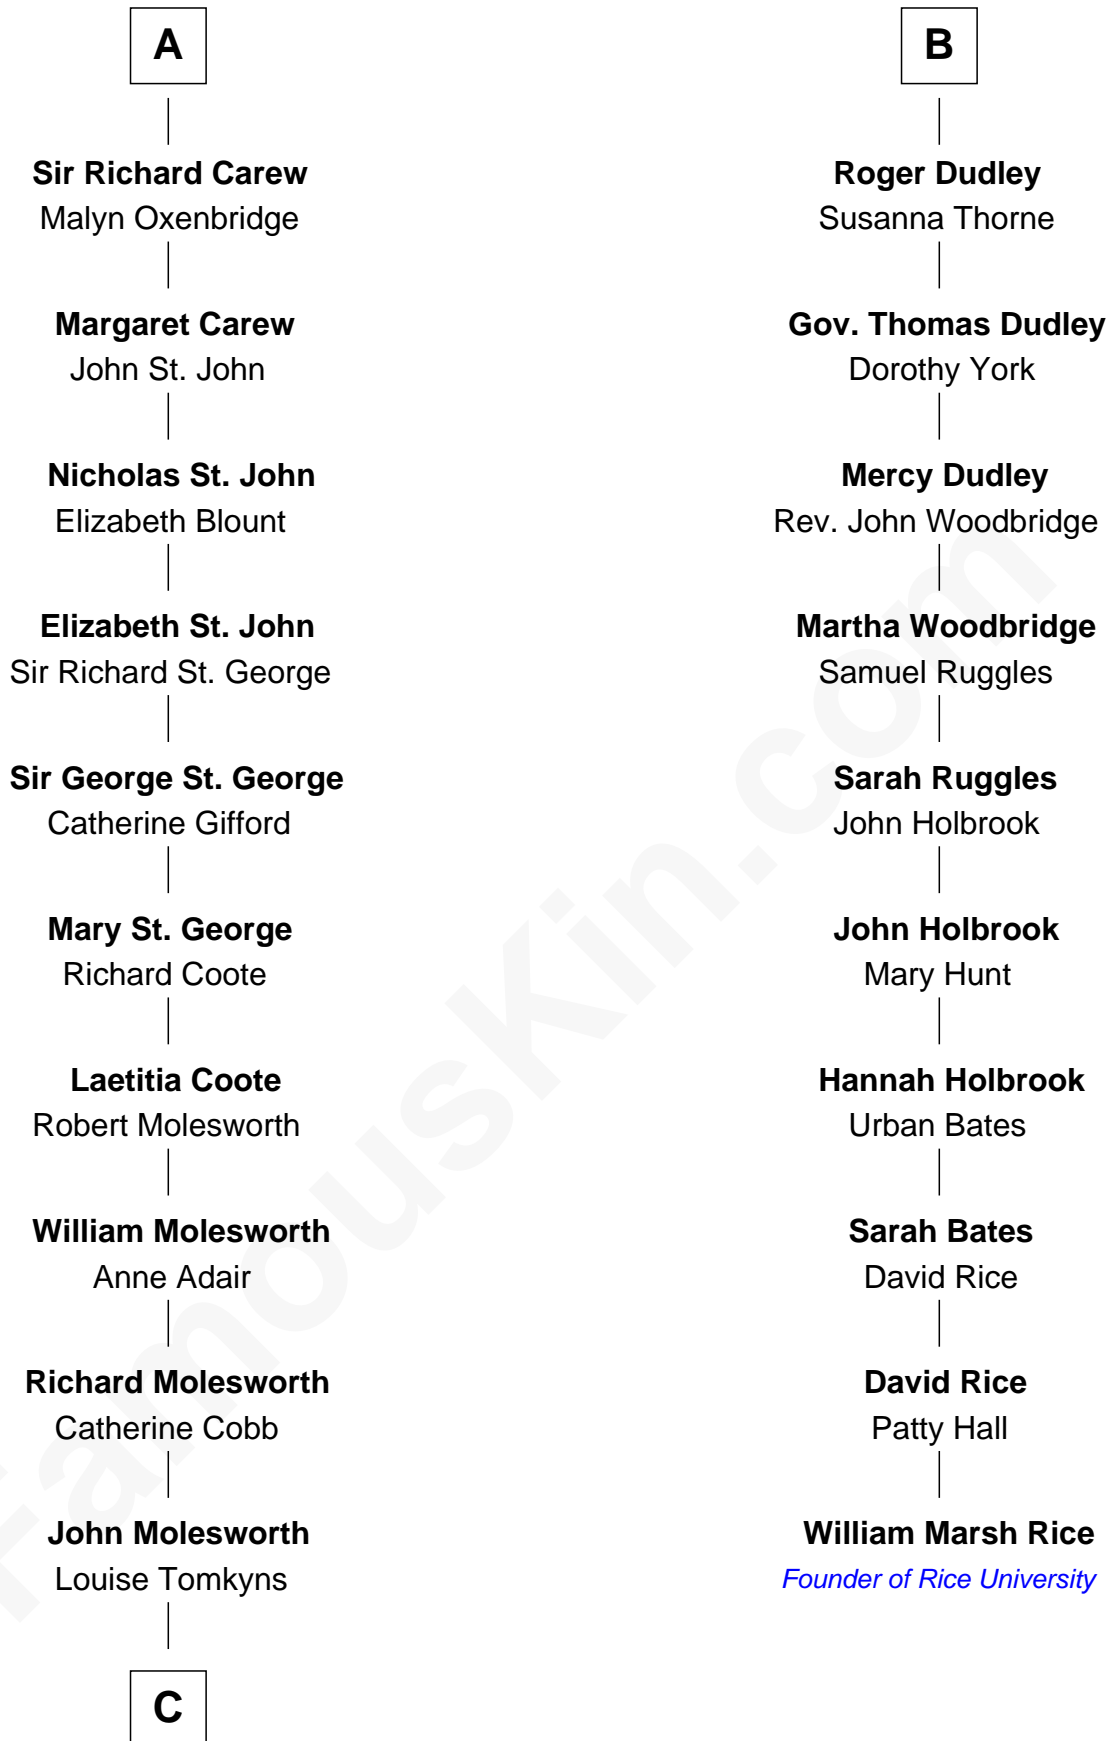 A
Sir Richard Carew
Malyn Oxenbridge
Margaret Carew
John St. John
Nicholas St. John
Elizabeth Blount
Elizabeth St. John
Sir Richard St. George
Sir George St. George
Catherine Gifford
Mary St. George
Richard Coote
Laetitia Coote
Robert Molesworth
William Molesworth
Anne Adair
Richard Molesworth
Catherine Cobb
John Molesworth
Louise Tomkyns
C
B
Roger Dudley
Susanna Thorne
Gov. Thomas Dudley
Dorothy York
Mercy Dudley
Rev. John Woodbridge
Martha Woodbridge
Samuel Ruggles
Sarah Ruggles
John Holbrook
John Holbrook
Mary Hunt
Hannah Holbrook
Urban Bates
Sarah Bates
David Rice
David Rice
Patty Hall
William Marsh Rice
Founder of Rice University
FamousKin.com